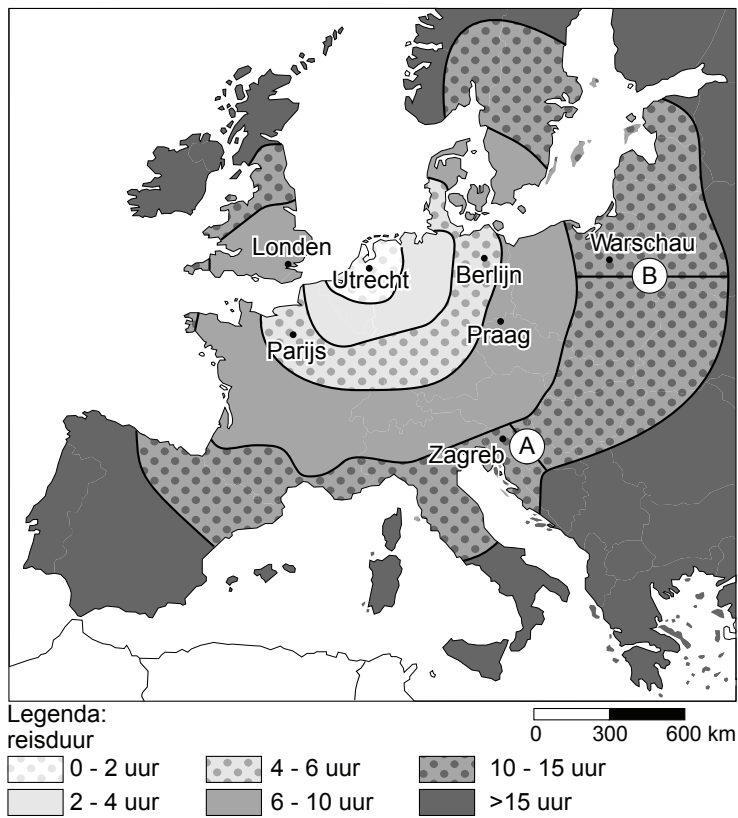 Londen
Utrecht
Berlijn
Warschau
B
Parijs
Praag
Zagreb
A
Legenda:
reisduur
0 300 600 km
0 - 2 uur
4 - 6 uur
10 - 15 uur
2 - 4 uur
6 - 10 uur
>15 uur